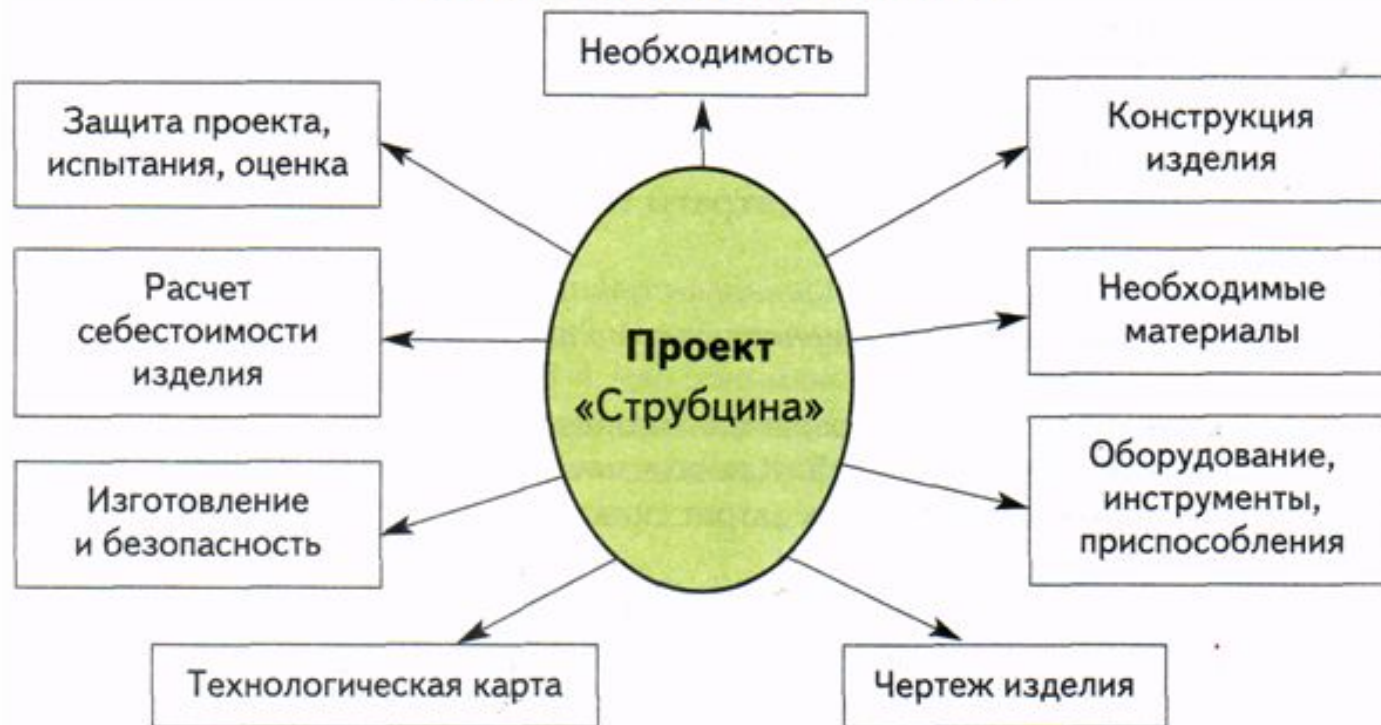 Необходимость
Защита проекта,
испытания, оценка
Конструкция
изделия
Расчет
себестоимости
изделия
Необходимые
материалы
Проект
«Струбцина»
Изготовление
и безопасность
Оборудование,
инструменты,
приспособления
Технологическая карта
Чертеж изделия